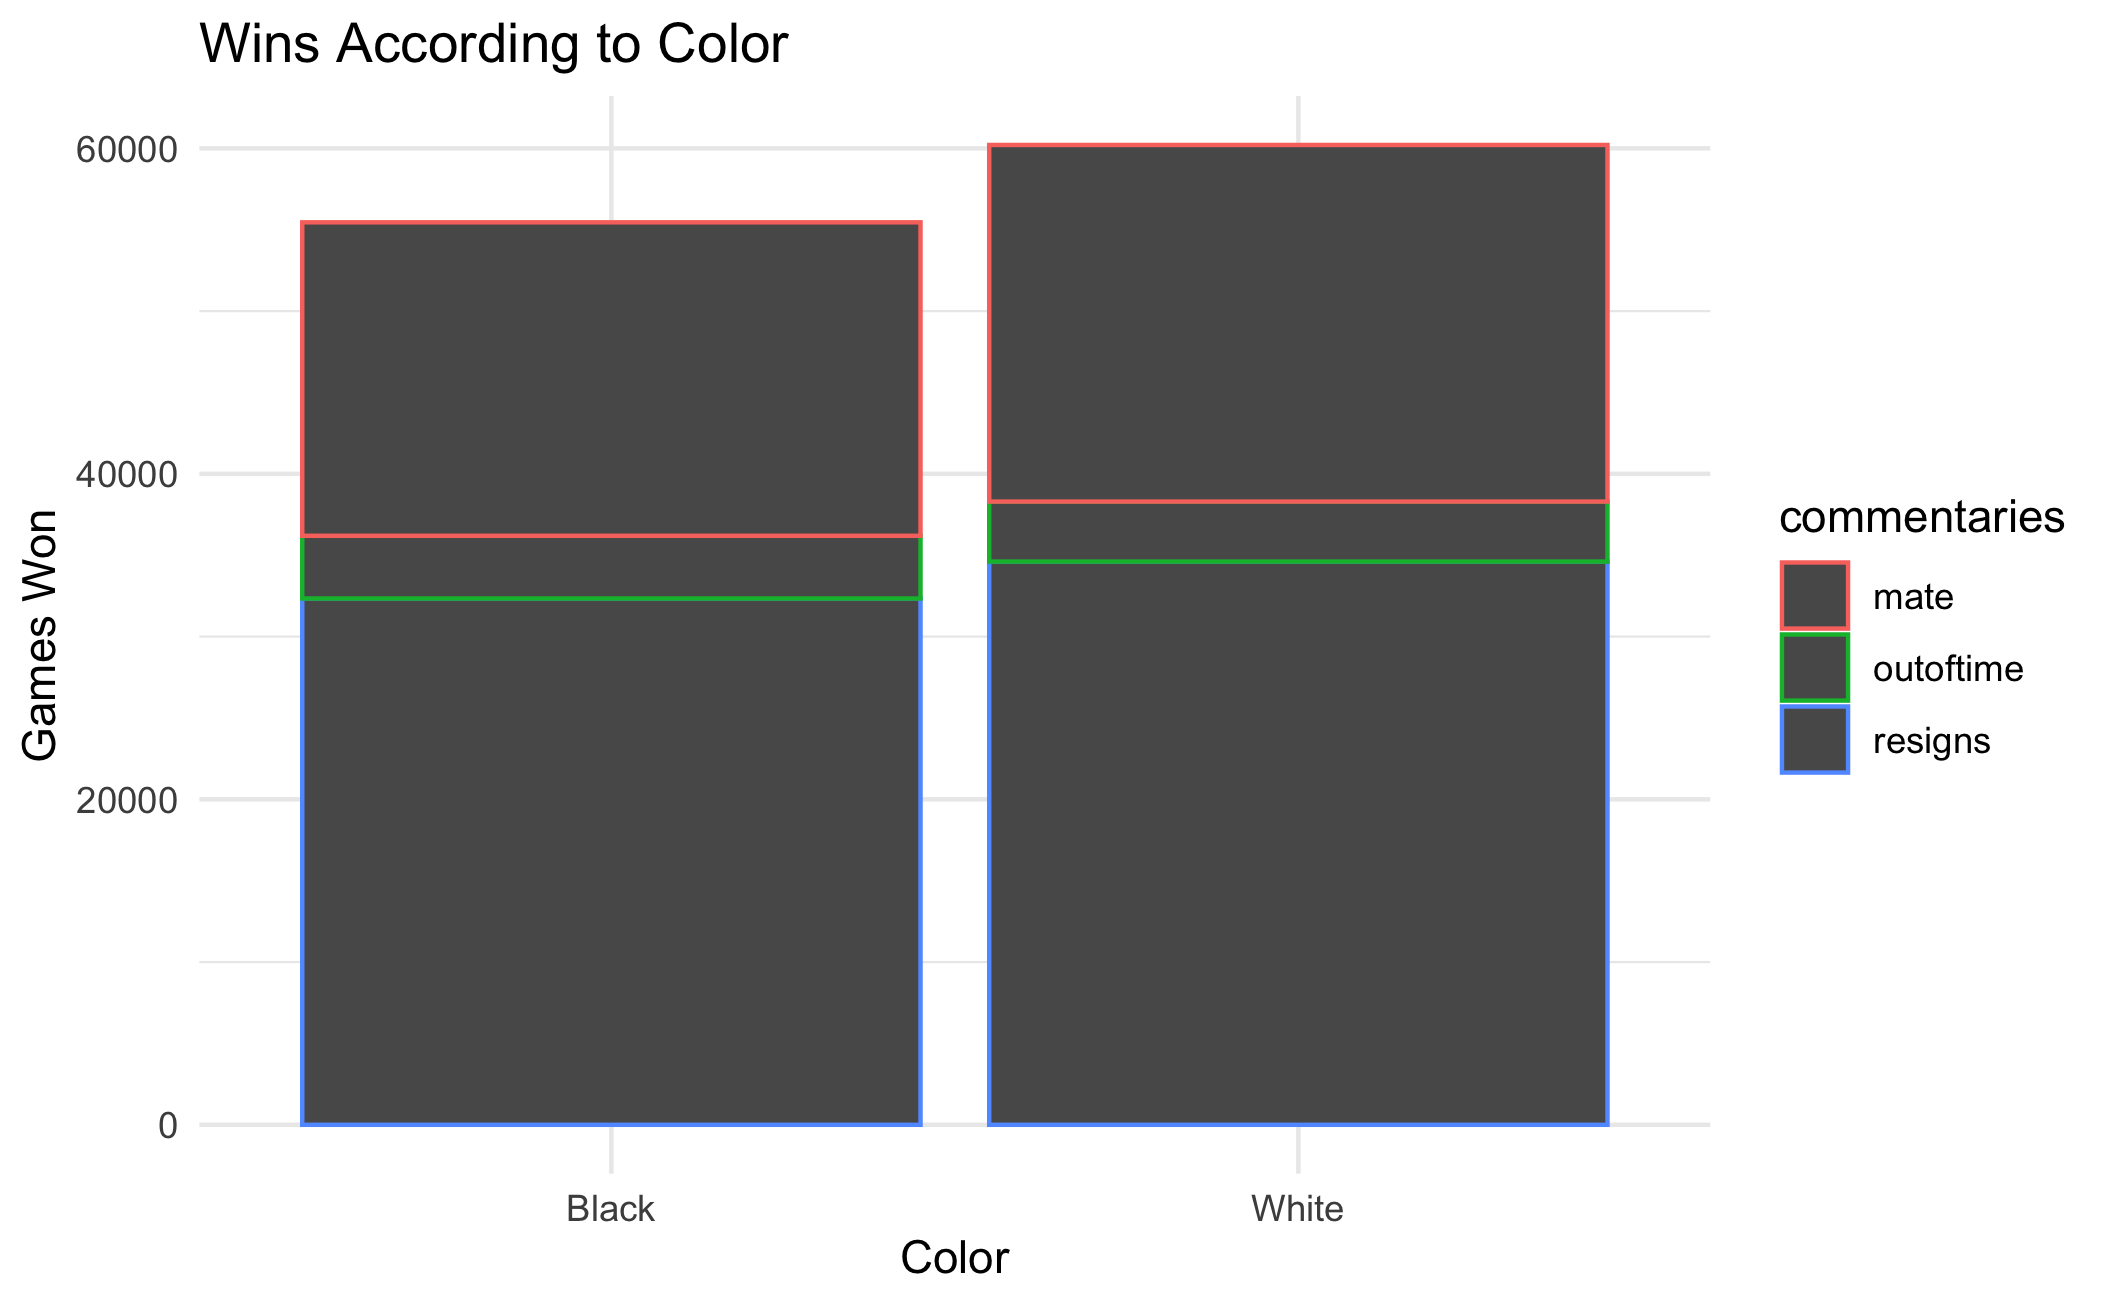 Wins According to Color
Games Won
60000
40000
20000
0
Black
White
Color
commentaries
mate
outoftime
resigns